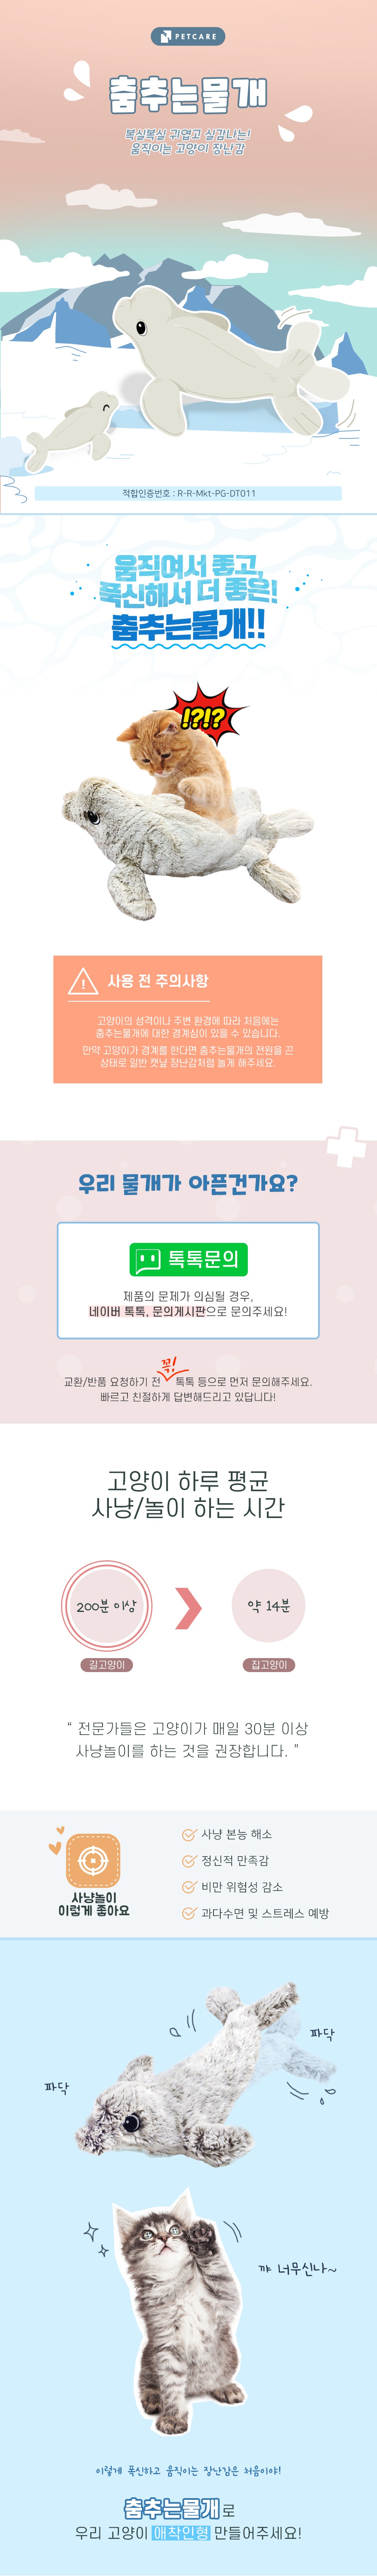 PETCARE
춤추는물개
복실복실 귀엽고 실감나는!
움직이는 고양이 장난감
적합인증번호 : R-R-Mkt-PG-DT011
움직여서 좋고,
푹신해서 더 좋은!
춤추는물개!!
!?!?
사용 전 주의사항
고양이의 성격이나 주변 환경에 따라 처음에는
춤추는물개에 대한 경계심이 있을 수 있습니다.
만약 고양이가 경계를 한다면 춤추는물개의 전원을 끈
상태로 일반 캣닢 장난감처럼 놀게 해주세요.
우리 물개가 아픈건가요?
톡톡문의
제품의 문제가 의심될 경우,
네이버 톡톡, 문의게시판으로 문의주세요!
꾹!
교환/반품 요청하기 전 톡톡 등으로 먼저 문의해주세요.
빠르고 친절하게 답변해드리고 있답니다!
고양이 하루 평균
사냥/놀이 하는 시간
200분 이상
약 14분
길고양이
집고양이
“ 전문가들은 고양이가 매일 30분 이상
사냥놀이를 하는 것을 권장합니다. ”
사냥놀이
이렇게 좋아요
사냥 본능 해소
정신적 만족감
비만 위험성 감소
과다수면 및 스트레스 예방
파닥
파닥
꺄 너무신나~
이렇게 폭신하고 움직이는 장난감은 처음이야!
춤추는물개로
우리 고양이 애착인형 만들어주세요!